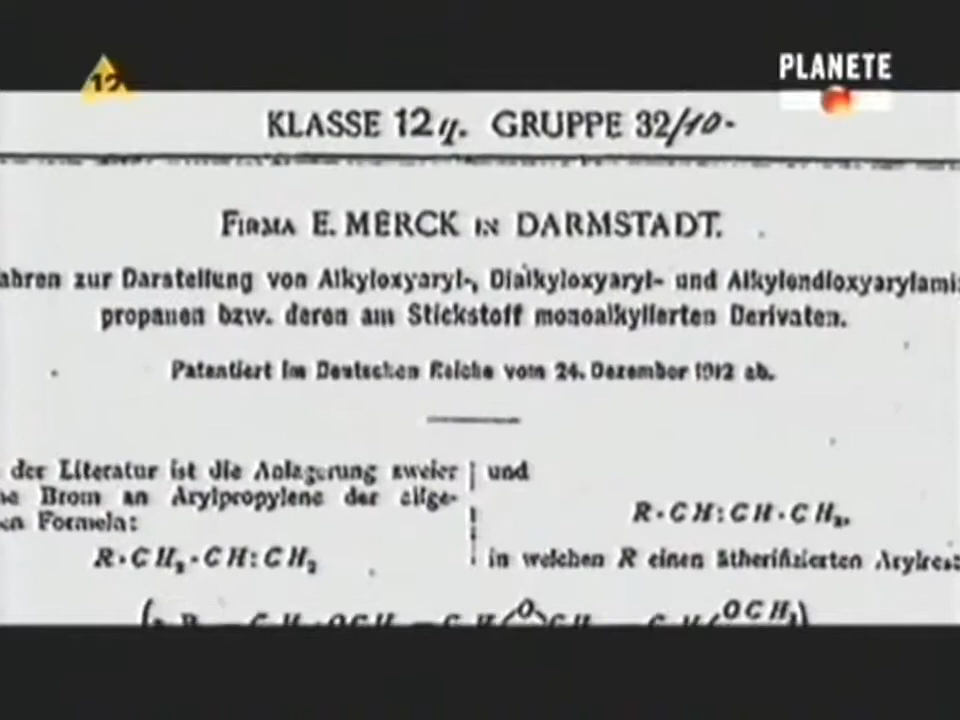 12
PLANETE
KLASSE 12q. GRUPPE 32/10.
FIRMA E. MERCK IN DARMSTADT.
ahren zur Darstellung von Alkyloxyaryl-, Dialkyloxyaryl- und Alkylendioxyarylami
propanen bzw. deren am Stickstoff monoalkylierten Derivaten.
Patentiert im Deutschen Reiche vom 24. Dezember 1912 ab.
der Literatur ist die Anlagerung zweier
Brom an Arylpropylene der allge-
en Formeln:
R·CH2·CH:CH2
und
R·CH:CH·CH3,
in welchen R einen ätherifizierten Arylrest
OCH3)